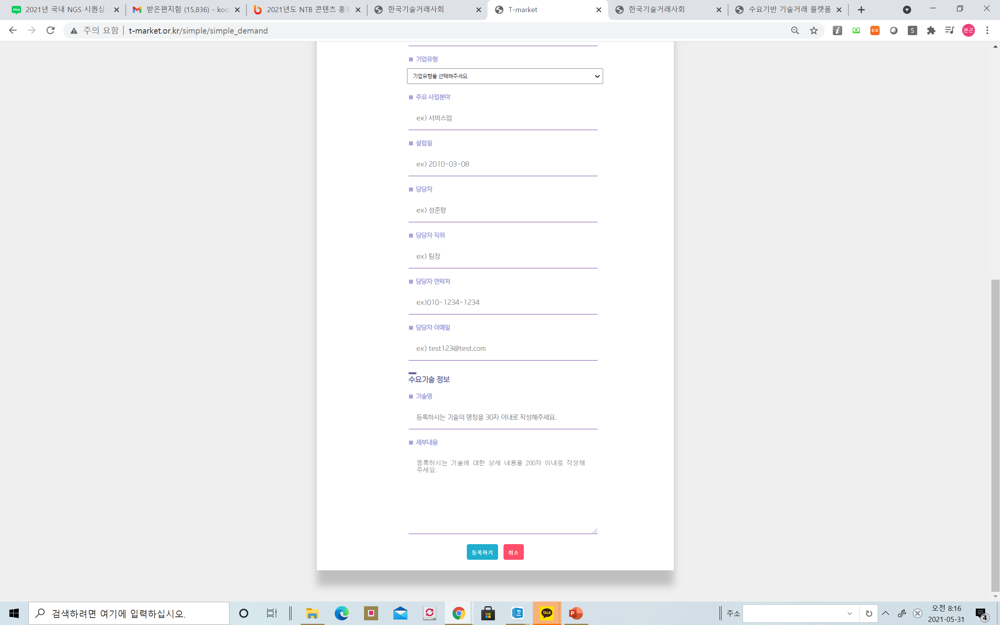 2021년 국내 NGS 시퀀싱
받은편지함 (15,836) - koo
2021년도 NTB 콘텐츠 홍보
한국기술거래사회
T-market
한국기술거래사회
수요기반 기술거래 플랫폼
주의 요함
t-market.or.kr/simple/simple_demand
EX
S
본곤
기업유형
기업유형을 선택해주세요.
주요 사업분야
ex) 서비스업
설립일
ex) 2010-03-08
담당자
ex) 성춘향
담당자 직위
ex) 팀장
담당자 연락처
ex)010-1234-1234
담당자 이메일
ex) test123@test.com
수요기술 정보
기술명
등록하시는 기술의 명칭을 30자 이내로 작성해주세요.
세부내용
등록하시는 기술에 대한 상세 내용을 200자 이내로 작성해
주세요.
등록하기
취소
검색하려면 여기에 입력하십시오.
TALK
P
주소
오전 8:16
2021-05-31
4